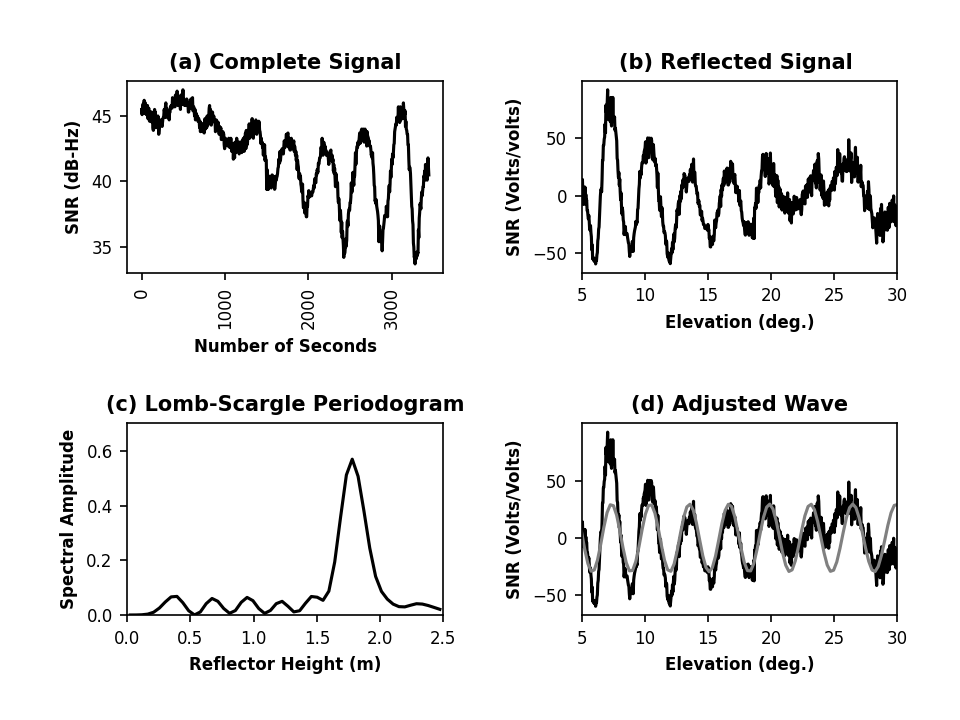 (a) Complete Signal
SNR (dB-Hz)
45
40
35
0
1000
2000
3000
Number of Seconds
(b) Reflected Signal
SNR (Volts/volts)
50
0
−50
5
10
15
20
25
30
Elevation (deg.)
(c) Lomb-Scargle Periodogram
Spectral Amplitude
0.6
0.4
0.2
0.0
0.0
0.5
1.0
1.5
2.0
2.5
Reflector Height (m)
(d) Adjusted Wave
SNR (Volts/Volts)
50
0
−50
5
10
15
20
25
30
Elevation (deg.)